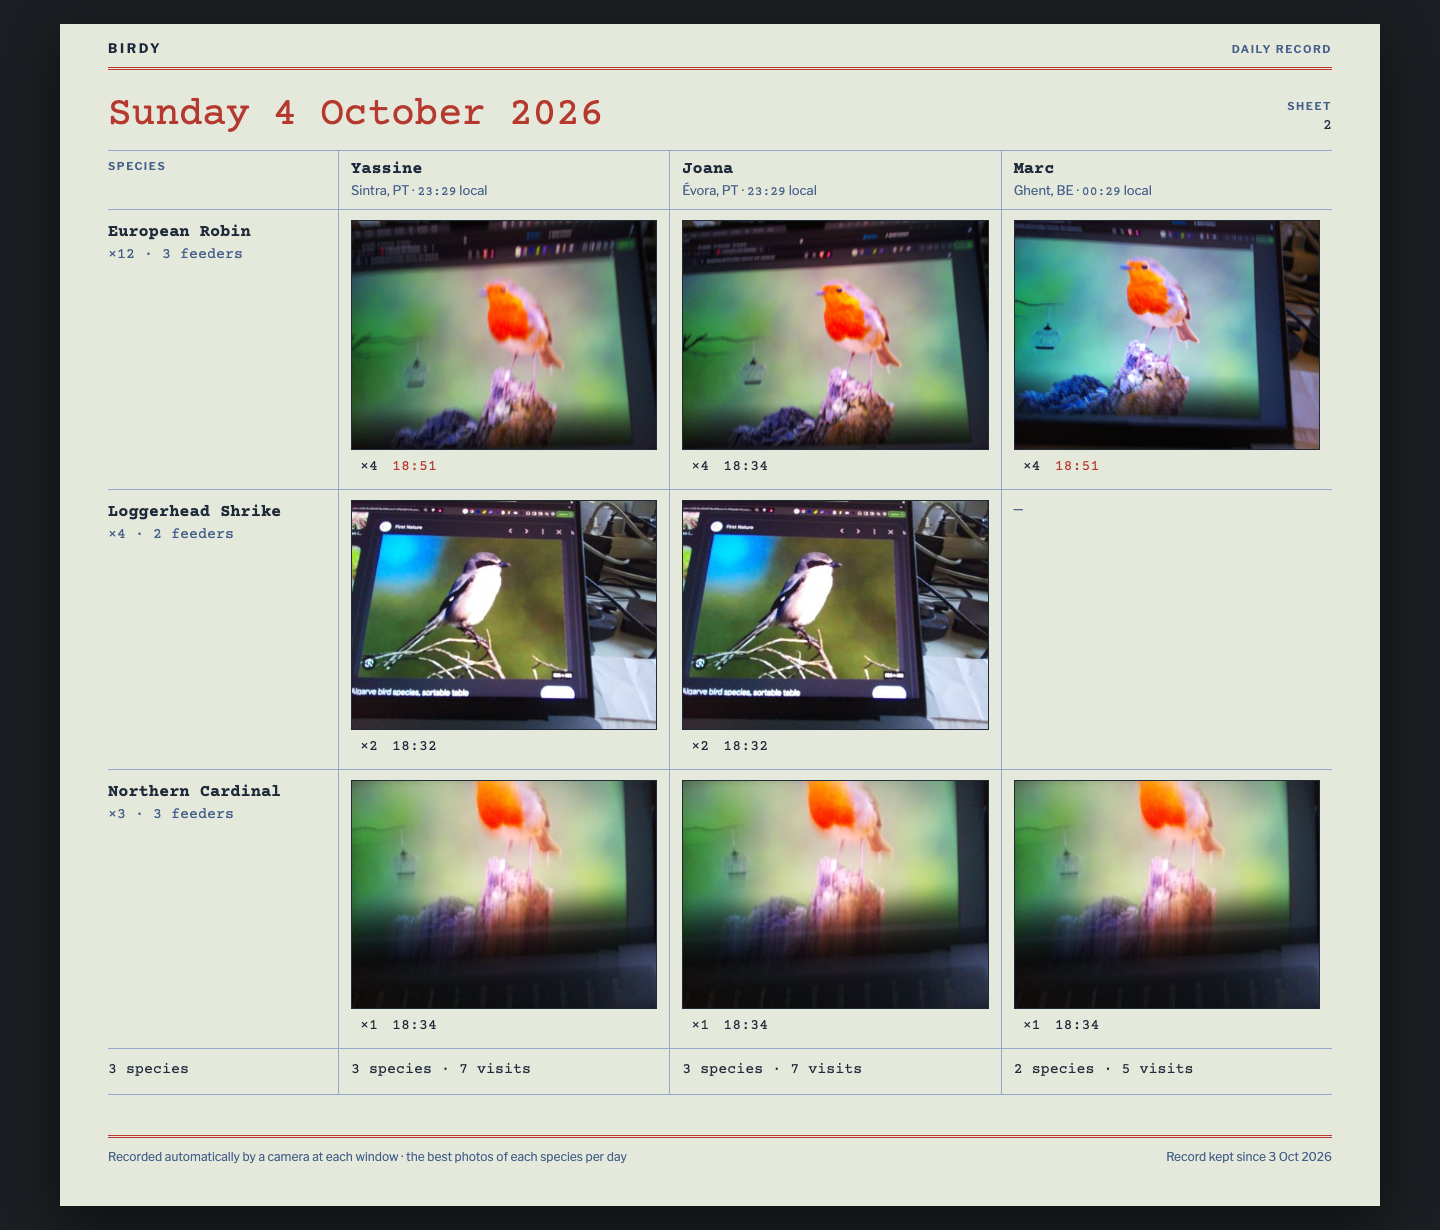 BIRDY
DAILY RECORD
Sunday 4 October 2026
SHEET
2
SPECIES
Yassine
Sintra, PT · 23:29 local
Joana
Évora, PT · 23:29 local
Marc
Ghent, BE · 00:29 local
European Robin
×12 · 3 feeders
×4 18:51
×4 18:34
×4 18:51
Loggerhead Shrike
×4 · 2 feeders
First Nature
Algarve bird species, sortable table
First Nature
Algarve bird species, sortable table
—
×2 18:32
×2 18:32
Northern Cardinal
×3 · 3 feeders
×1 18:34
×1 18:34
×1 18:34
3 species
3 species · 7 visits
3 species · 7 visits
2 species · 5 visits
Recorded automatically by a camera at each window · the best photos of each species per day
Record kept since 3 Oct 2026